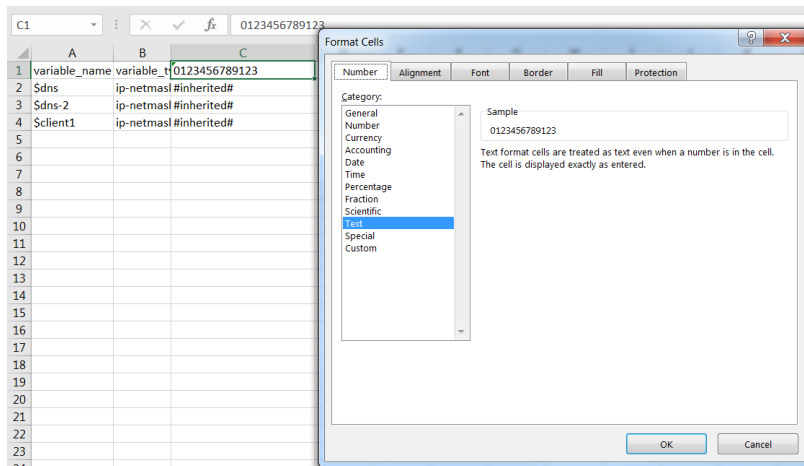 C1 fx 0123456789123
Format Cells
A B C
1 variable_name variable_t 0123456789123
2 $dns ip-netmasl #inherited#
3 $dns-2 ip-netmasl #inherited#
4 $client1 ip-netmasl #inherited#
5
6
7
8
9
10
11
12
13
14
15
16
17
18
19
20
21
22
23
Number Alignment Font Border Fill Protection
Category:
General
Number
Currency
Accounting
Date
Time
Percentage
Fraction
Scientific
Text
Special
Custom
Sample
0123456789123
Text format cells are treated as text even when a number is in the cell.
The cell is displayed exactly as entered.
OK Cancel